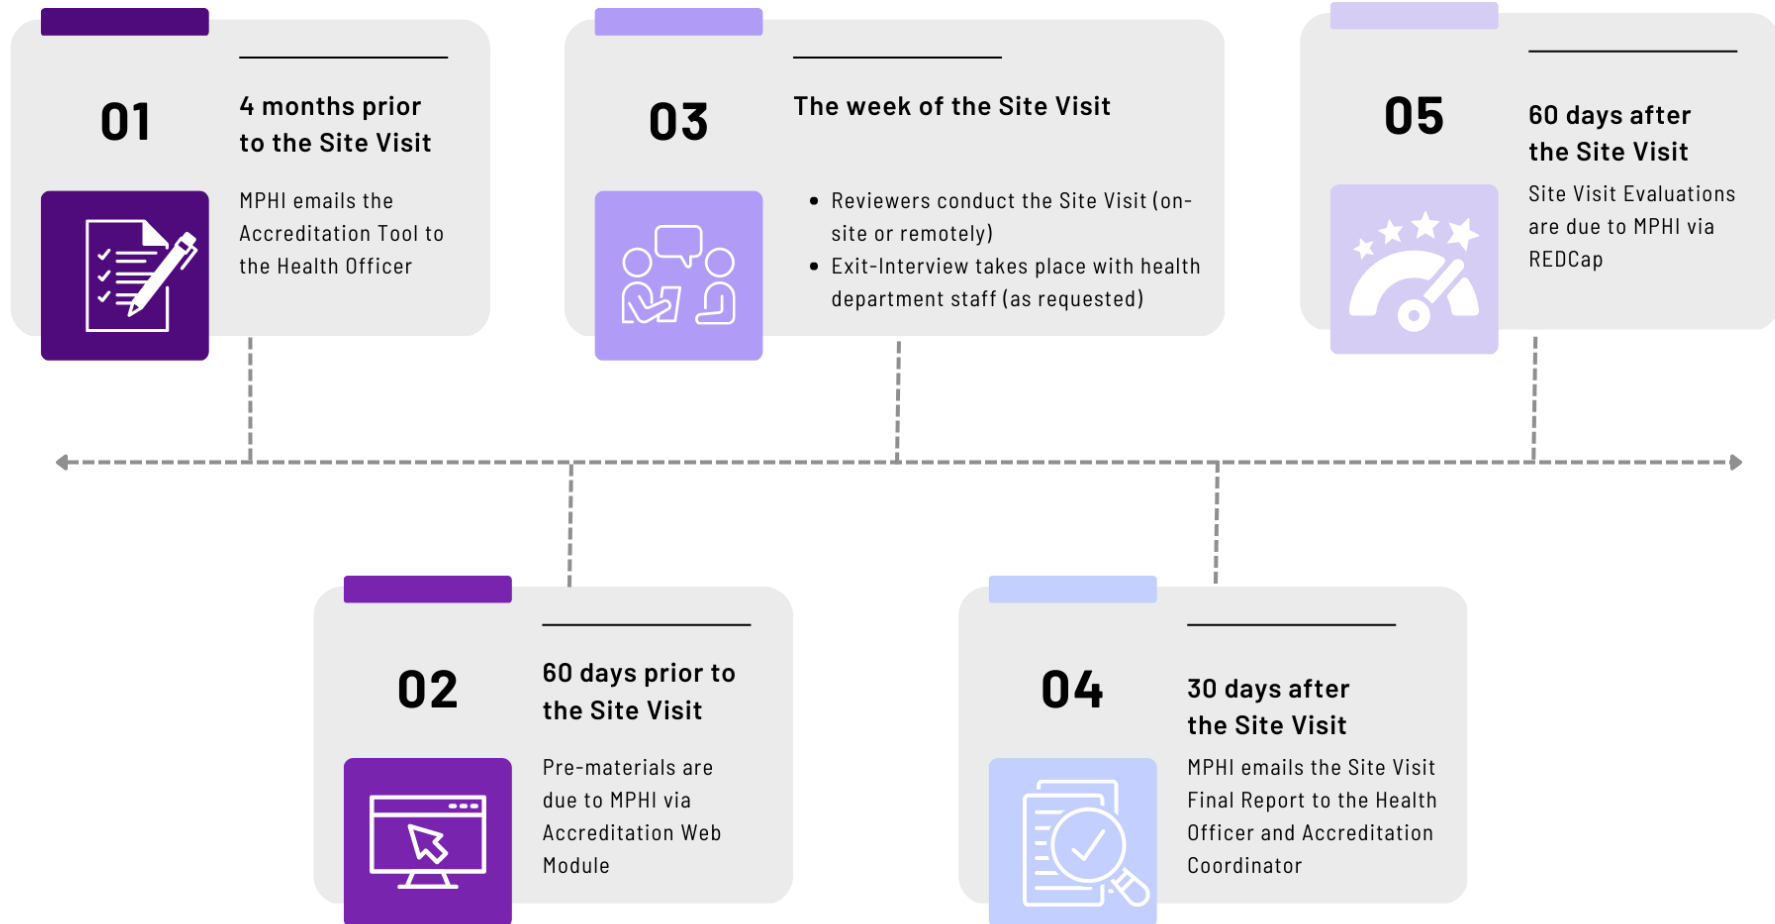 01
4 months prior
to the Site Visit
MPHI emails the
Accreditation Tool to
the Health Officer
02
60 days prior to
the Site Visit
Pre-materials are
due to MPHI via
Accreditation Web
Module
03
The week of the Site Visit
• Reviewers conduct the Site Visit (on-
site or remotely)
• Exit-Interview takes place with health
department staff (as requested)
04
30 days after
the Site Visit
MPHI emails the Site Visit
Final Report to the Health
Officer and Accreditation
Coordinator
05
60 days after
the Site Visit
Site Visit Evaluations
are due to MPHI via
REDCap